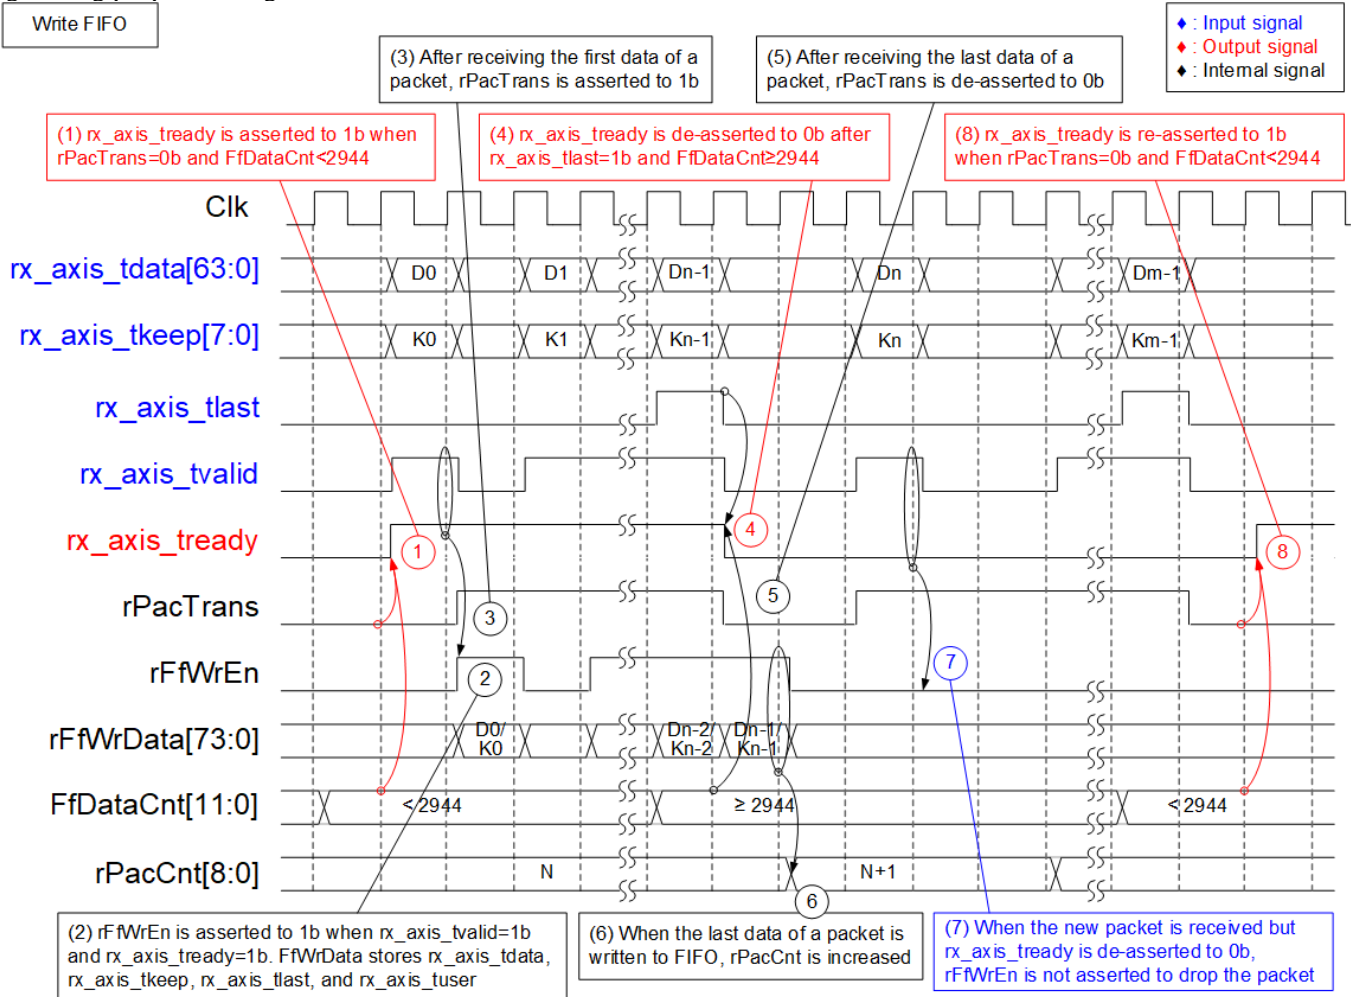 Write FIFO
♦ : Input signal
♦ : Output signal
♦ : Internal signal
(3) After receiving the first data of a
packet, rPacTrans is asserted to 1b
(5) After receiving the last data of a
packet, rPacTrans is de-asserted to 0b
(1) rx_axis_tready is asserted to 1b when
rPacTrans=0b and FfDataCnt<2944
(4) rx_axis_tready is de-asserted to 0b after
rx_axis_tlast=1b and FfDataCnt≥2944
(8) rx_axis_tready is re-asserted to 1b
when rPacTrans=0b and FfDataCnt<2944
Clk
rx_axis_tdata[63:0] D0 D1 Dn-1 Dn Dm-1
rx_axis_tkeep[7:0] K0 K1 Kn-1 Kn Km-1
rx_axis_tlast
rx_axis_tvalid
rx_axis_tready 1 4 8
rPacTrans 3 5
rFfWrEn 2 7
rFfWrData[73:0] D0/ K0 Dn-2/ Kn-2 Dn-1/ Kn-1
FfDataCnt[11:0] < 2944 ≥ 2944 < 2944
rPacCnt[8:0] N N+1
6
(2) rFfWrEn is asserted to 1b when rx_axis_tvalid=1b
and rx_axis_tready=1b. FfWrData stores rx_axis_tdata,
rx_axis_tkeep, rx_axis_tlast, and rx_axis_tuser
(6) When the last data of a packet is
written to FIFO, rPacCnt is increased
(7) When the new packet is received but
rx_axis_tready is de-asserted to 0b,
rFfWrEn is not asserted to drop the packet